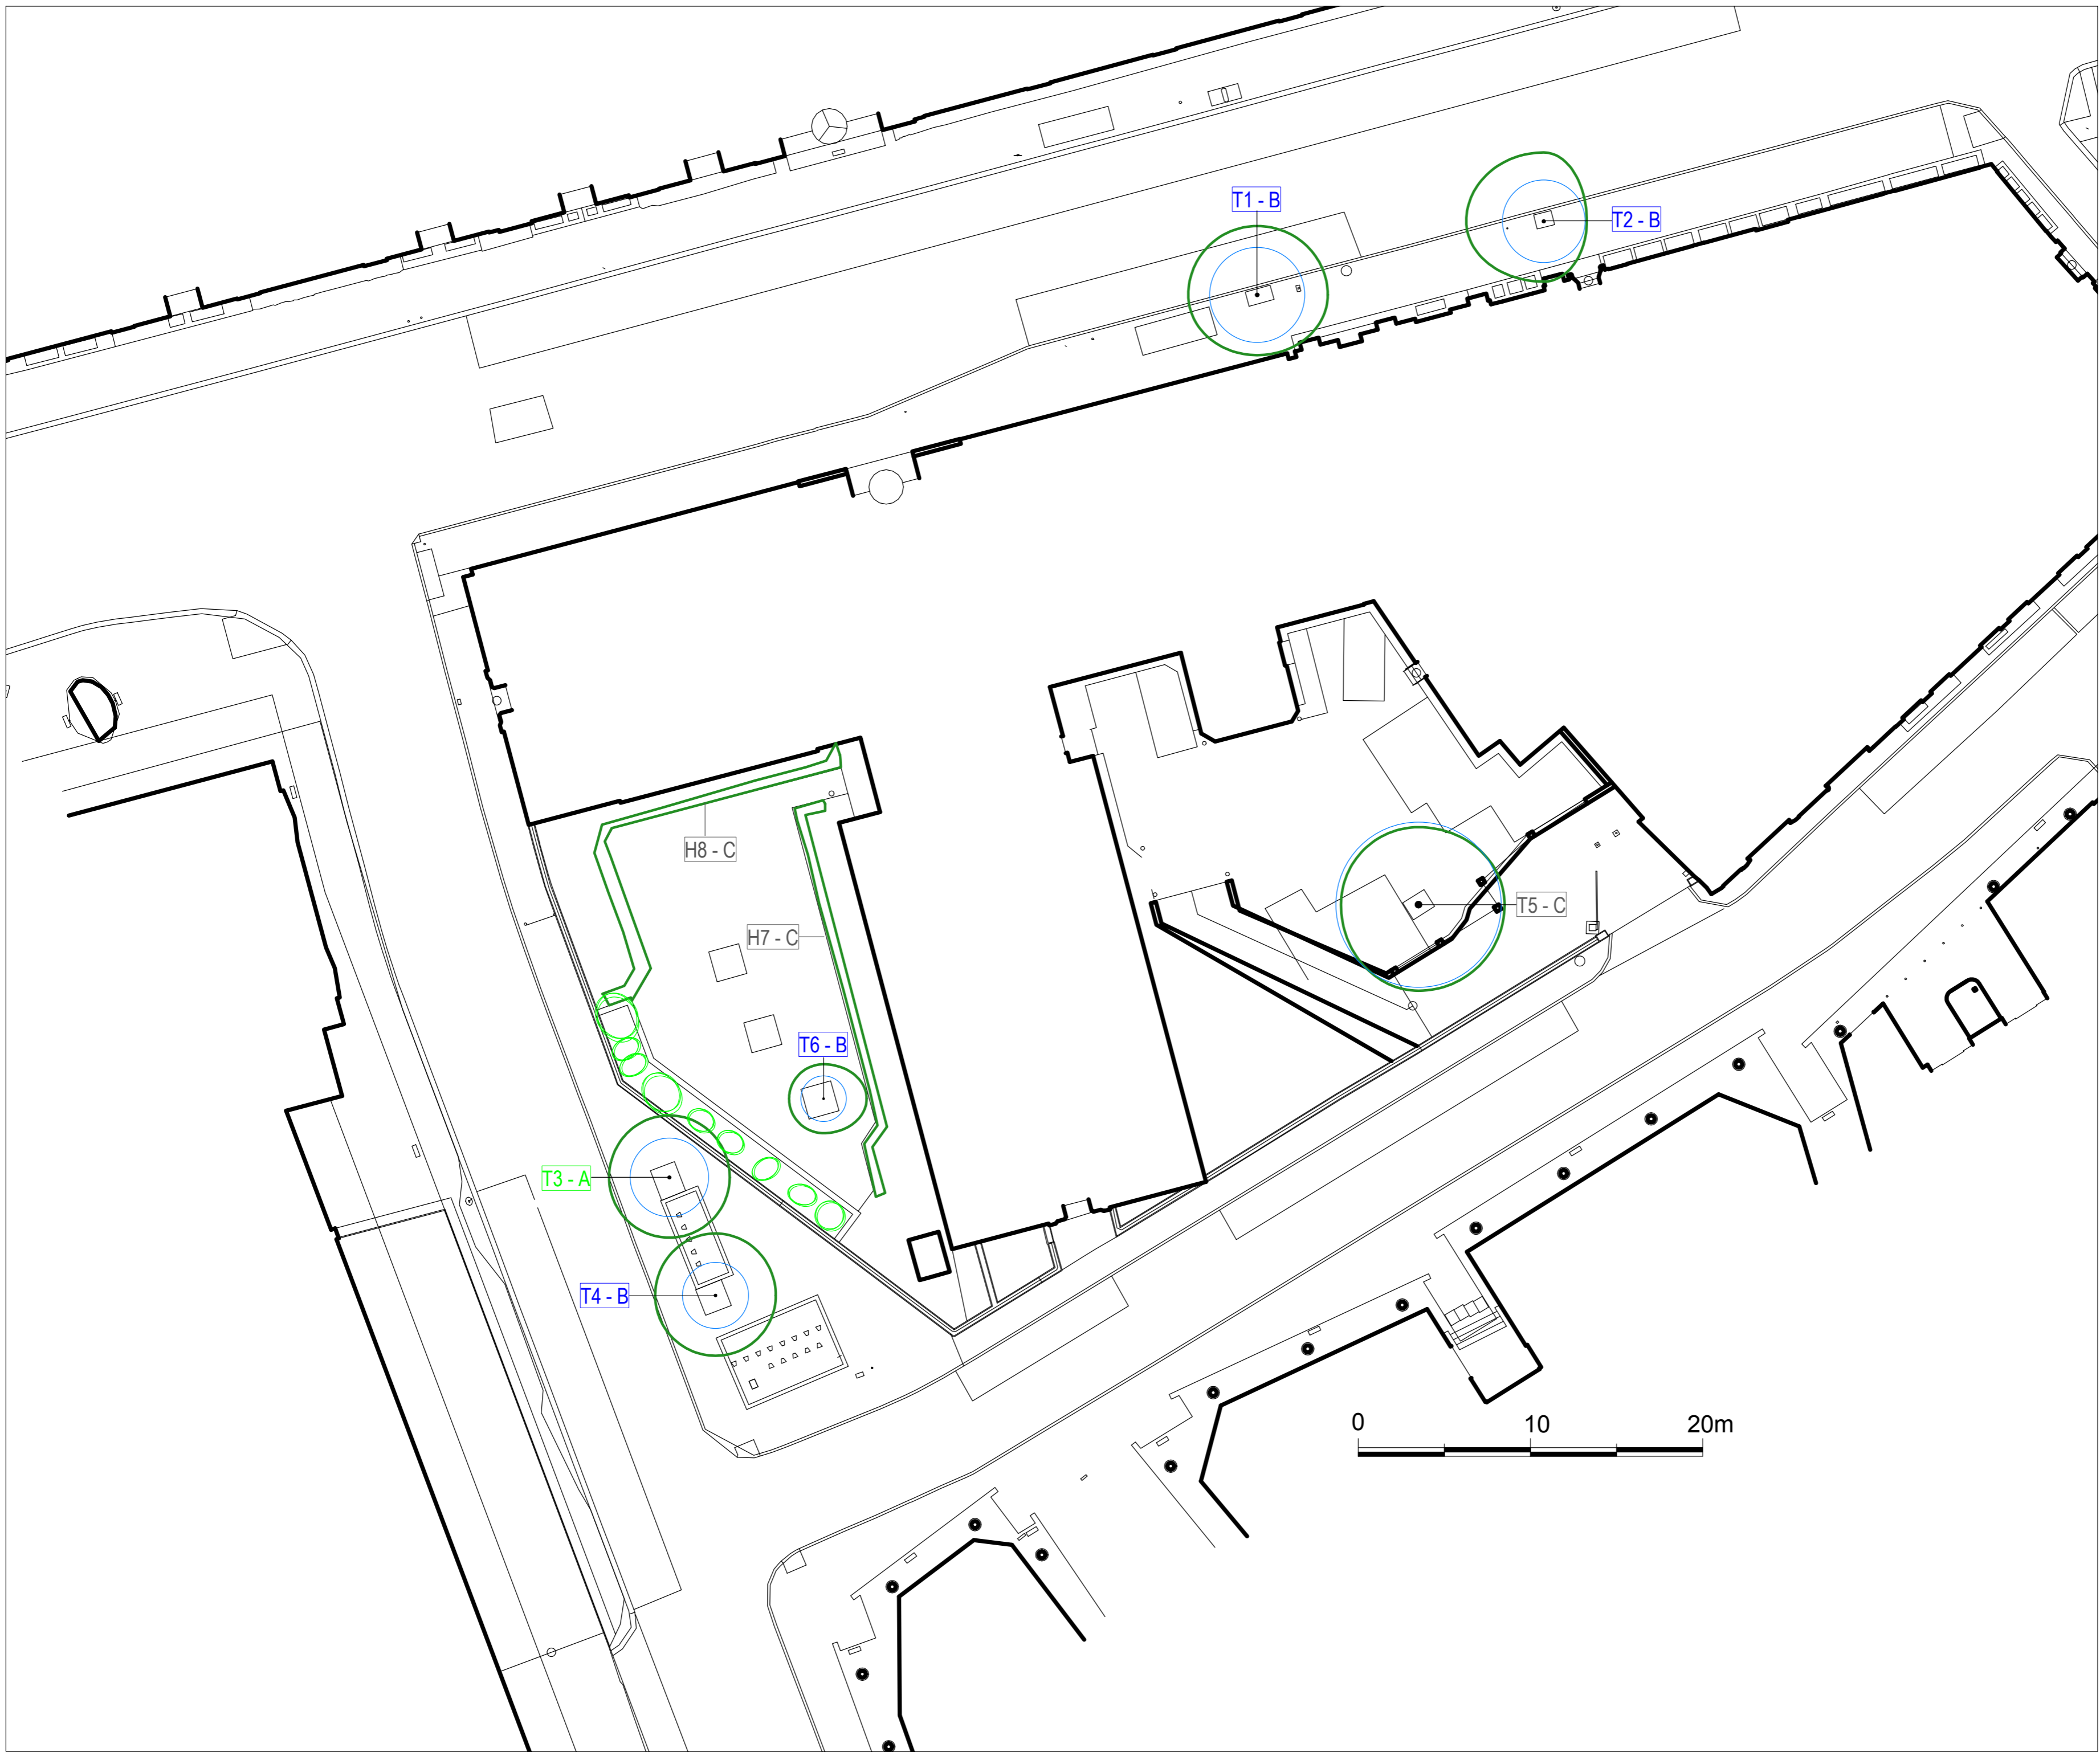 T1 - B
T2 - B
H8 - C
T5 - C
H7 - C
T6 - B
T3 - A
T4 - B
0 10 20m